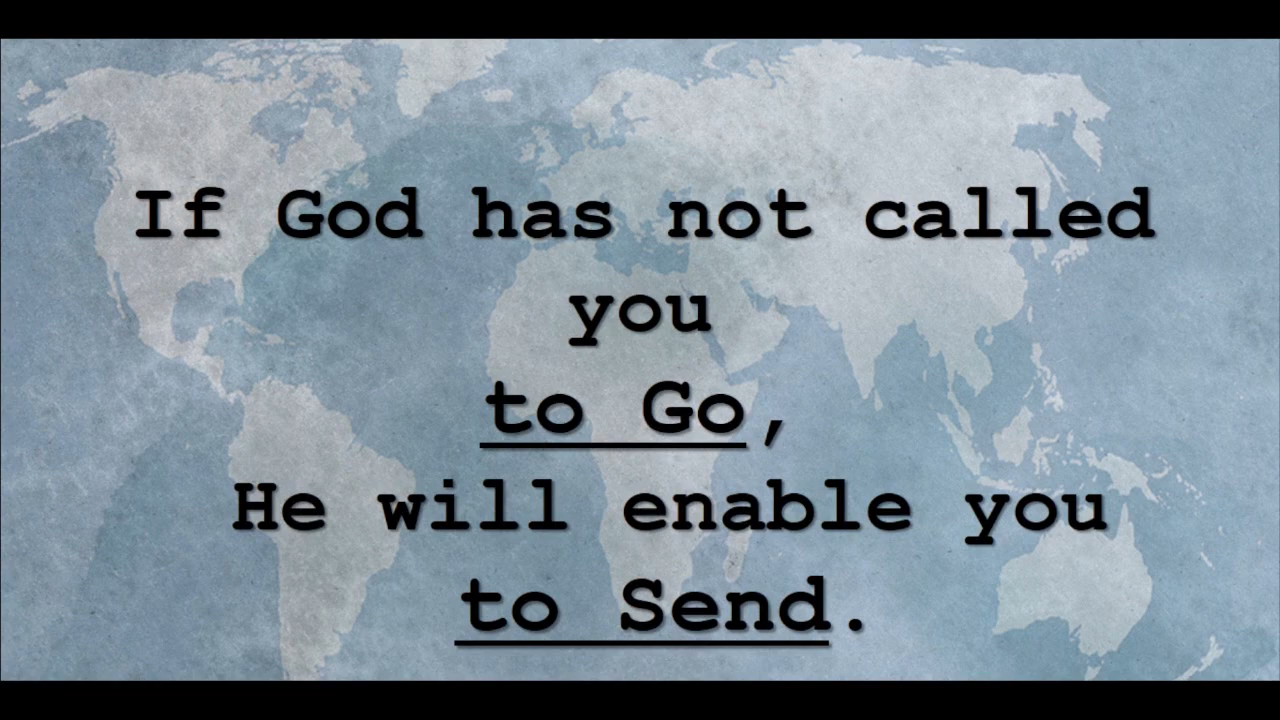 If God has not called
you
to Go,
He will enable you
to Send.